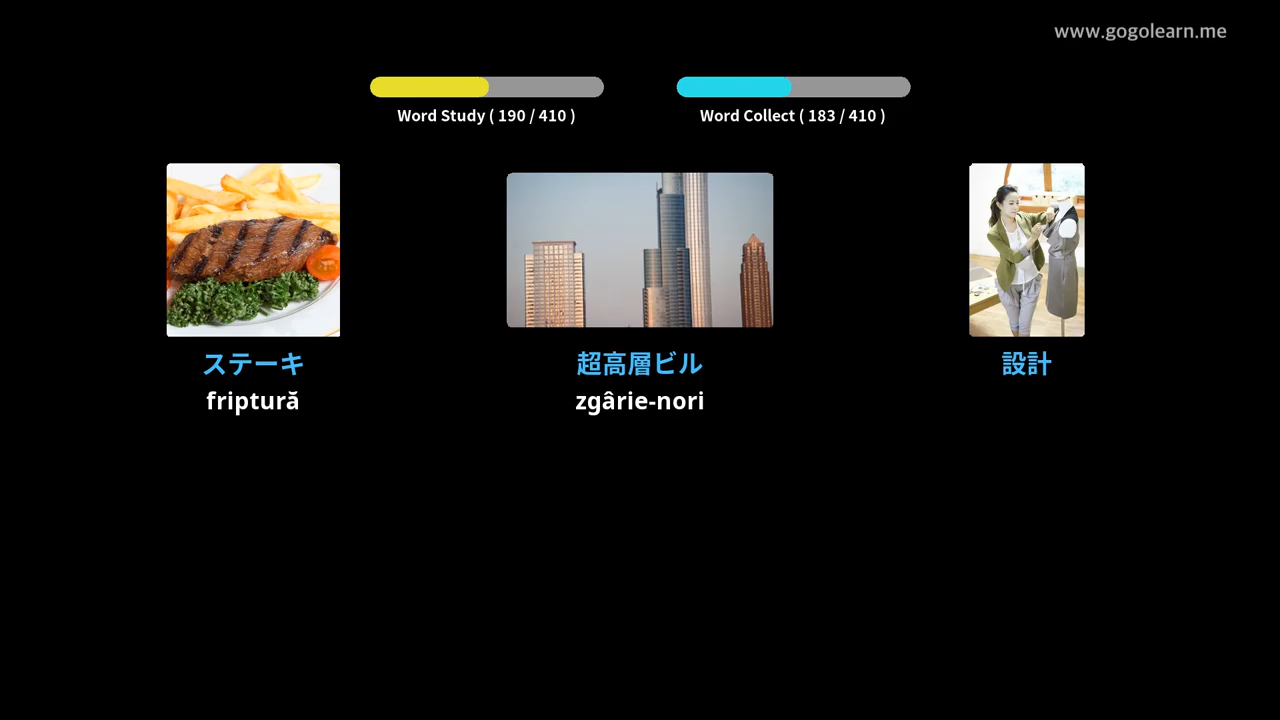 www.gogolearn.me
Word Study ( 190 / 410 )
Word Collect ( 183 / 410 )
ステーキ
friptură
超高層ビル
zgârie-nori
設計